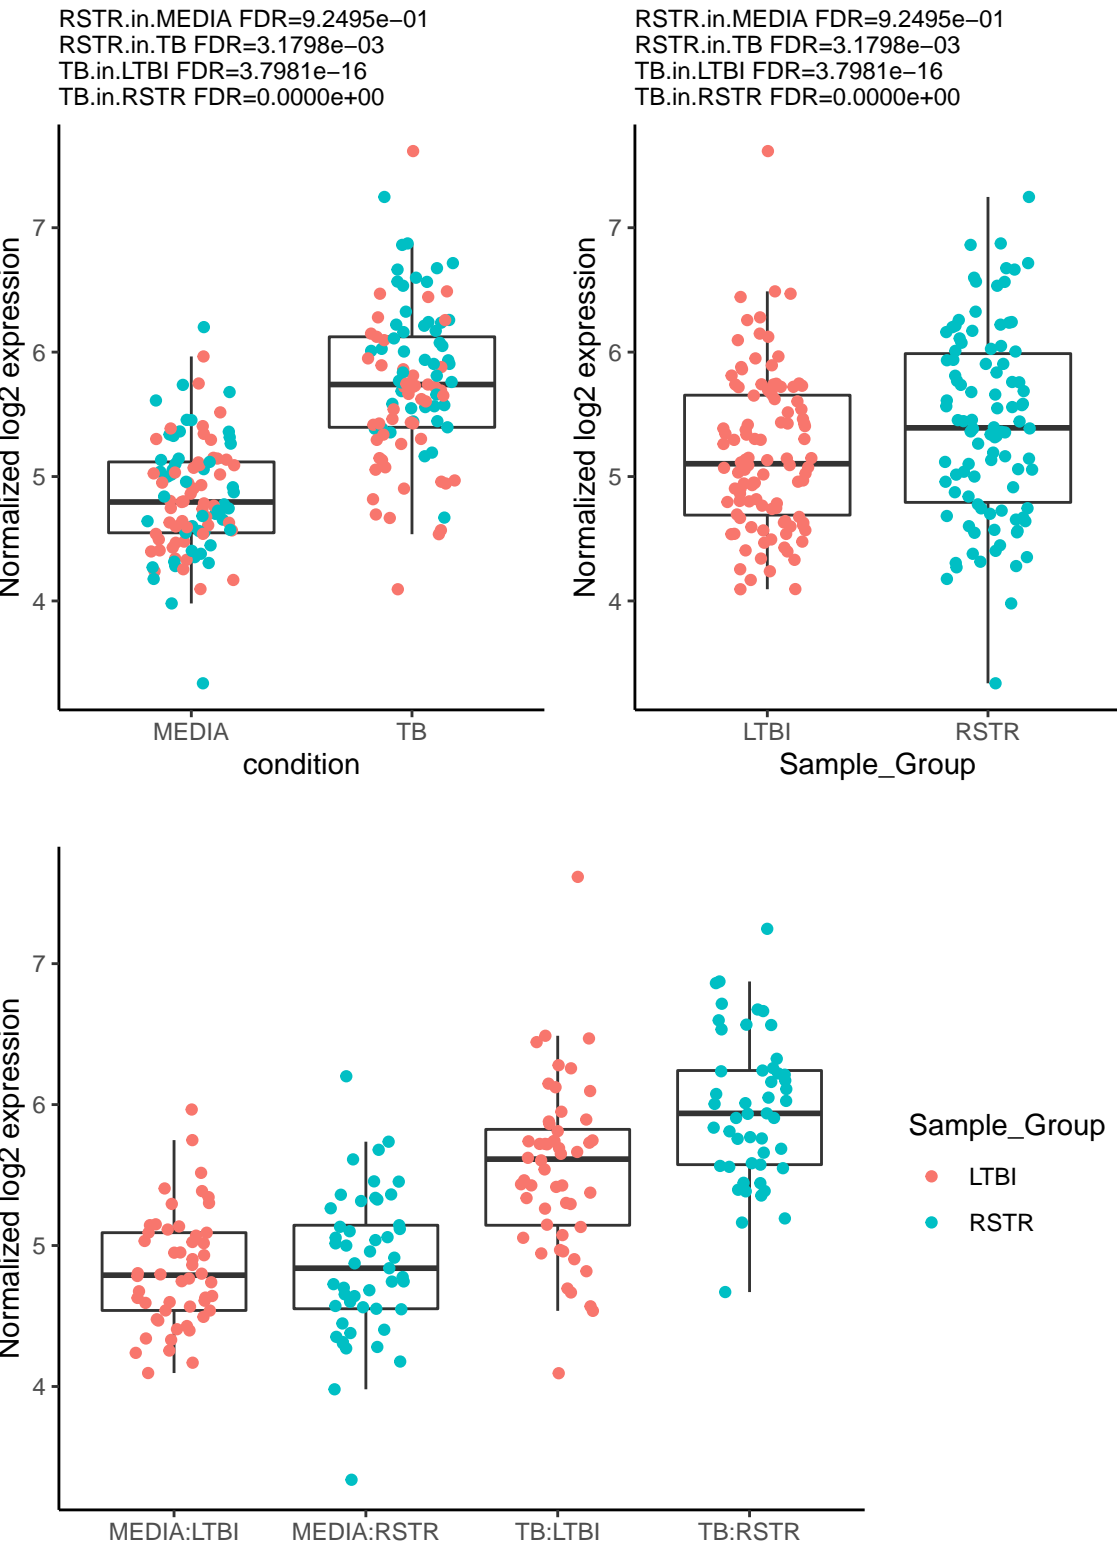 RSTR.in.MEDIA FDR=9.2495e−01
RSTR.in.TB FDR=3.1798e−03
TB.in.LTBI FDR=3.7981e−16
TB.in.RSTR FDR=0.0000e+00
Normalized log2 expression
7
6
5
4
MEDIA TB
condition
RSTR.in.MEDIA FDR=9.2495e−01
RSTR.in.TB FDR=3.1798e−03
TB.in.LTBI FDR=3.7981e−16
TB.in.RSTR FDR=0.0000e+00
Normalized log2 expression
7
6
5
4
LTBI RSTR
Sample_Group
Normalized log2 expression
7
6
5
4
MEDIA:LTBI MEDIA:RSTR TB:LTBI TB:RSTR
Sample_Group
LTBI
RSTR